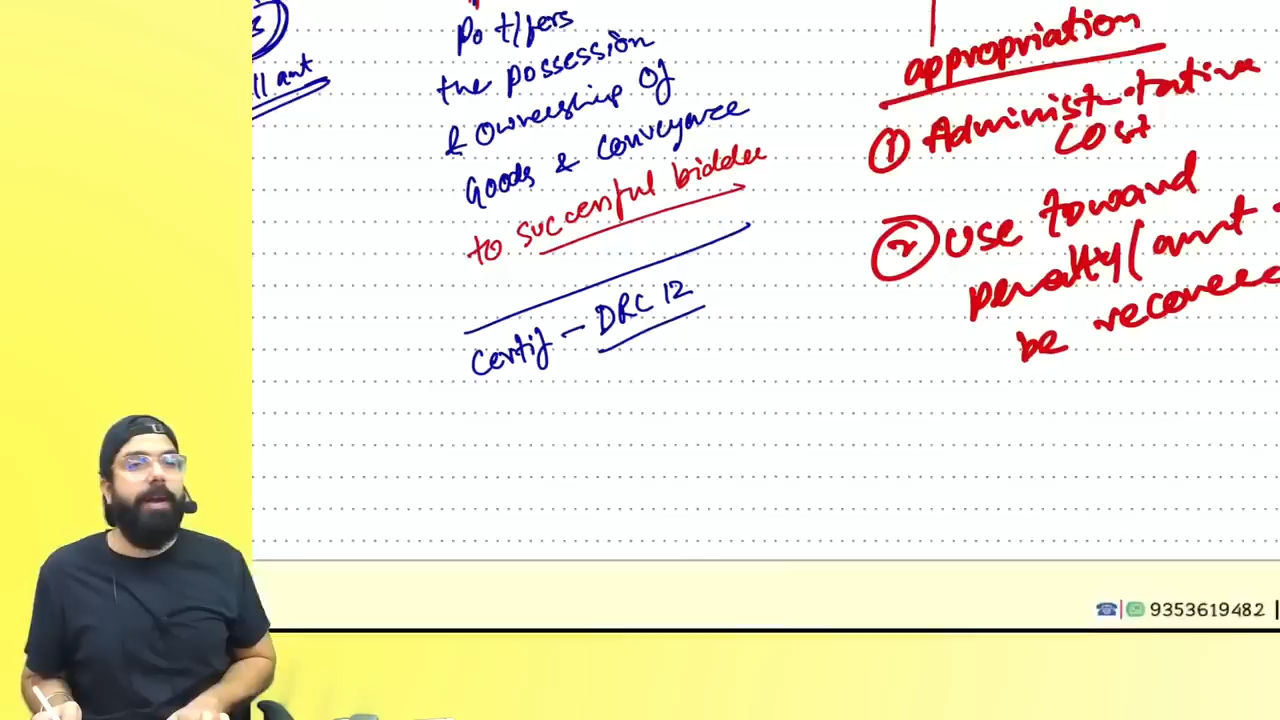 3
ll amt
Po t/fers
the possession
& ownership Of
Goods & Conveyance
to successful bidder
Certif - DRC 12
appropriation
① Administrative
Cost
② Use toward
penalty/amt
be recovered
9353619482